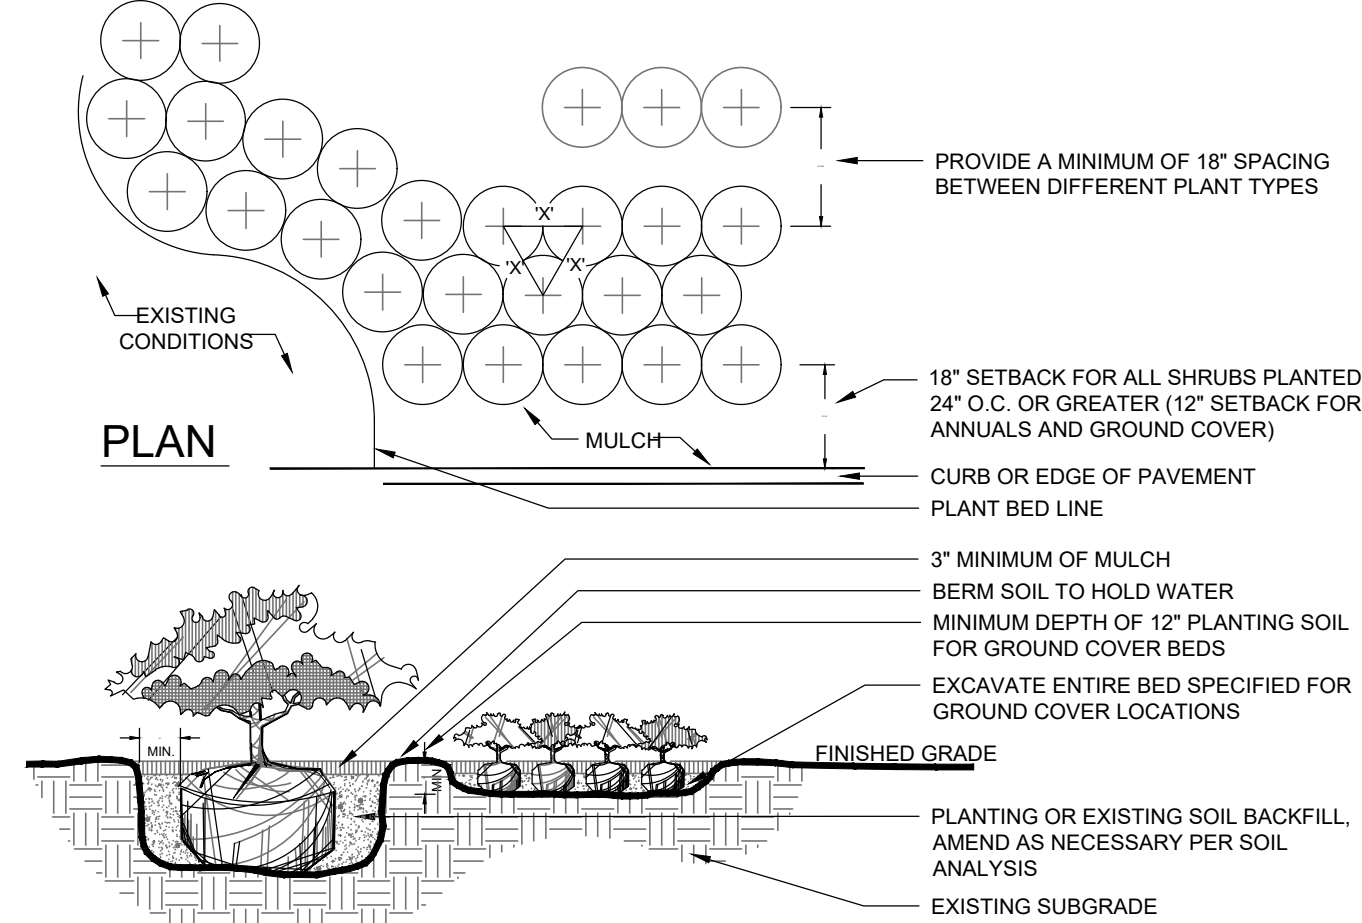 PROVIDE A MINIMUM OF 18" SPACING
BETWEEN DIFFERENT PLANT TYPES
'X'
'X'
'X'
EXISTING
CONDITIONS
18" SETBACK FOR ALL SHRUBS PLANTED
24" O.C. OR GREATER (12" SETBACK FOR
ANNUALS AND GROUND COVER)
PLAN
MULCH
CURB OR EDGE OF PAVEMENT
PLANT BED LINE
3" MINIMUM OF MULCH
BERM SOIL TO HOLD WATER
MINIMUM DEPTH OF 12" PLANTING SOIL
FOR GROUND COVER BEDS
EXCAVATE ENTIRE BED SPECIFIED FOR
GROUND COVER LOCATIONS
MIN.
FINISHED GRADE
MIN
PLANTING OR EXISTING SOIL BACKFILL,
AMEND AS NECESSARY PER SOIL
ANALYSIS
EXISTING SUBGRADE